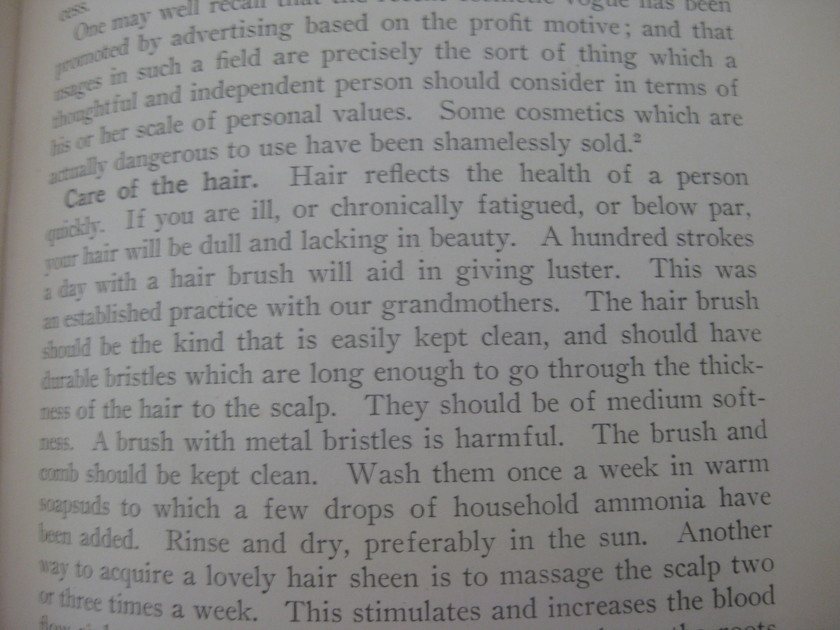 cess.
One may well recall that the recent cosmetic vogue has been
promoted by advertising based on the profit motive; and that
usages in such a field are precisely the sort of thing which a
thoughtful and independent person should consider in terms of
his or her scale of personal values. Some cosmetics which are
actually dangerous to use have been shamelessly sold.²
Care of the hair. Hair reflects the health of a person
quickly. If you are ill, or chronically fatigued, or below par,
your hair will be dull and lacking in beauty. A hundred strokes
a day with a hair brush will aid in giving luster. This was
an established practice with our grandmothers. The hair brush
should be the kind that is easily kept clean, and should have
durable bristles which are long enough to go through the thick-
ness of the hair to the scalp. They should be of medium soft-
ness. A brush with metal bristles is harmful. The brush and
comb should be kept clean. Wash them once a week in warm
soapsuds to which a few drops of household ammonia have
been added. Rinse and dry, preferably in the sun. Another
way to acquire a lovely hair sheen is to massage the scalp two
or three times a week. This stimulates and increases the blood
flow